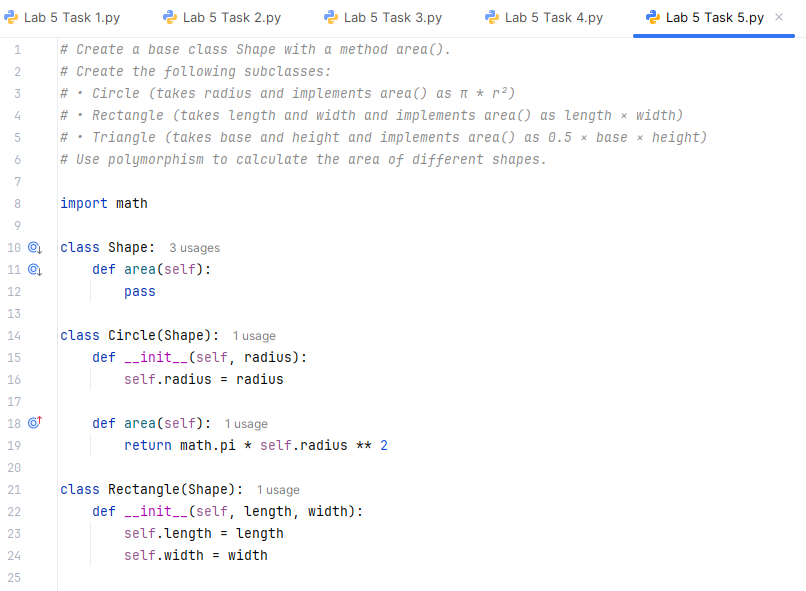 Lab 5 Task 1.py Lab 5 Task 2.py Lab 5 Task 3.py Lab 5 Task 4.py Lab 5 Task 5.py ×
1 # Create a base class Shape with a method area().
2 # Create the following subclasses:
3 # • Circle (takes radius and implements area() as π * r²)
4 # • Rectangle (takes length and width and implements area() as length × width)
5 # • Triangle (takes base and height and implements area() as 0.5 × base × height)
6 # Use polymorphism to calculate the area of different shapes.
7
8 import math
9
10 class Shape: 3 usages
11     def area(self):
12         pass
13
14 class Circle(Shape): 1 usage
15     def __init__(self, radius):
16         self.radius = radius
17
18     def area(self): 1 usage
19         return math.pi * self.radius ** 2
20
21 class Rectangle(Shape): 1 usage
22     def __init__(self, length, width):
23         self.length = length
24         self.width = width
25